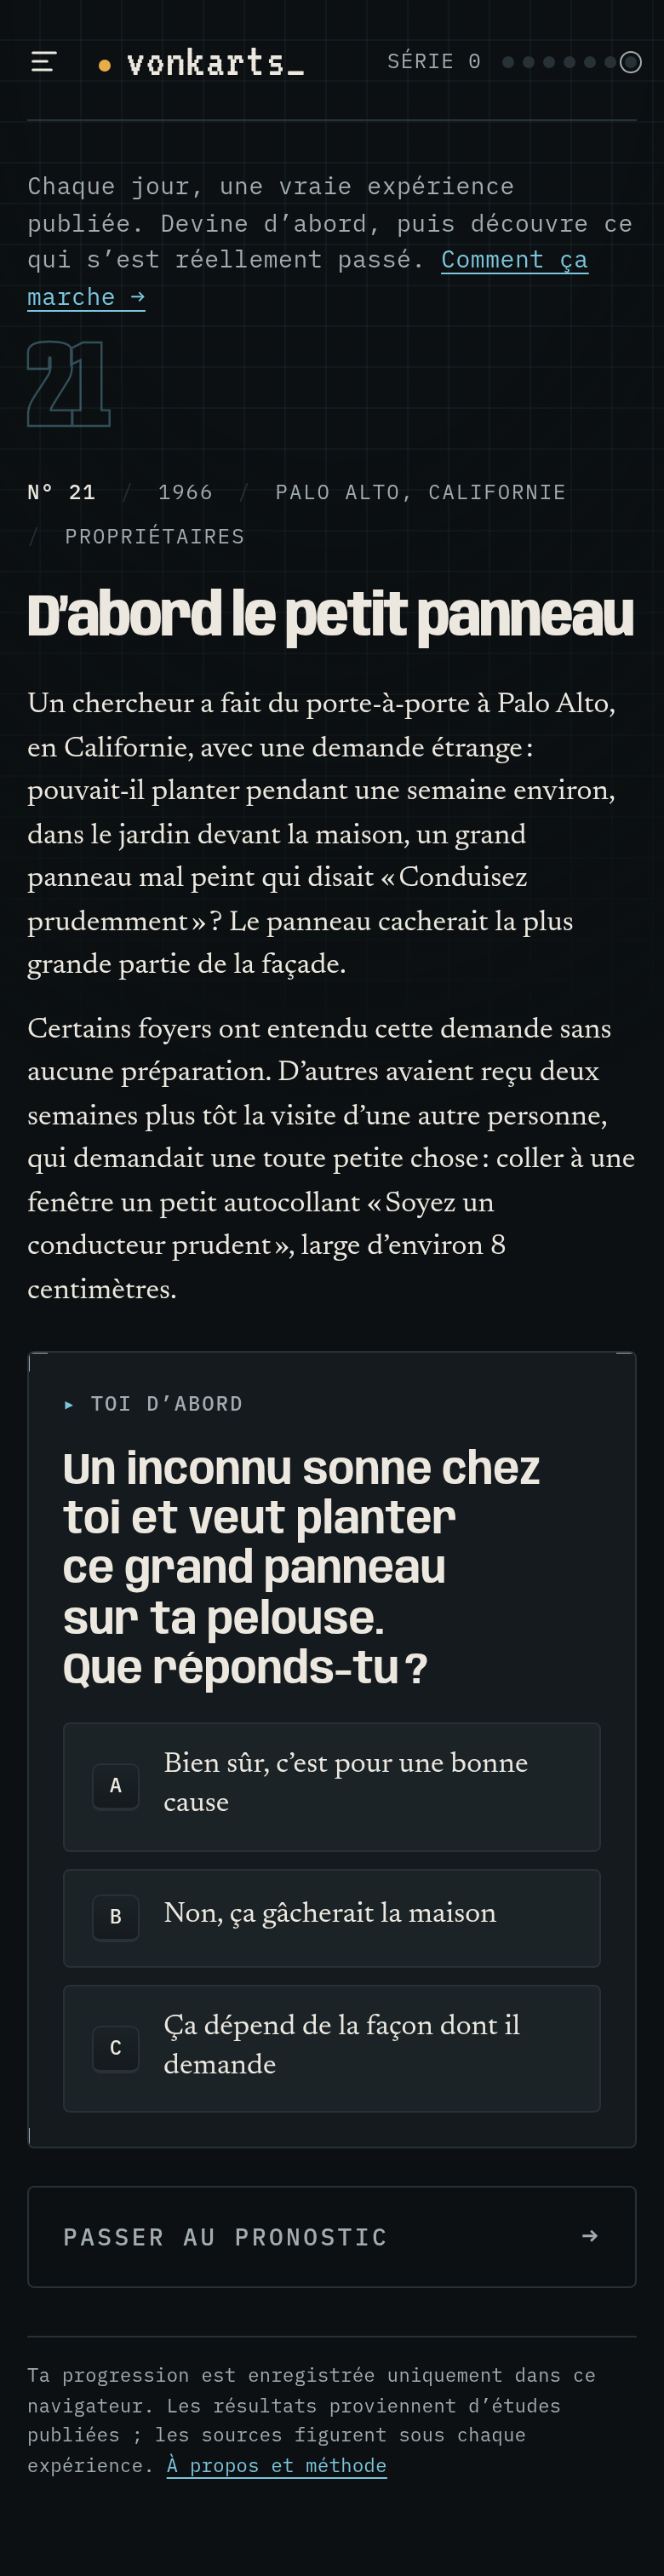 vonkarts_
SÉRIE 0
Chaque jour, une vraie expérience
publiée. Devine d’abord, puis découvre ce
qui s’est réellement passé. Comment ça
marche →
21
N° 21 / 1966 / PALO ALTO, CALIFORNIE
/ PROPRIÉTAIRES
D’abord le petit panneau
Un chercheur a fait du porte-à-porte à Palo Alto,
en Californie, avec une demande étrange :
pouvait-il planter pendant une semaine environ,
dans le jardin devant la maison, un grand
panneau mal peint qui disait « Conduisez
prudemment » ? Le panneau cacherait la plus
grande partie de la façade.
Certains foyers ont entendu cette demande sans
aucune préparation. D’autres avaient reçu deux
semaines plus tôt la visite d’une autre personne,
qui demandait une toute petite chose : coller à une
fenêtre un petit autocollant « Soyez un
conducteur prudent », large d’environ 8
centimètres.
▸ TOI D’ABORD
Un inconnu sonne chez
toi et veut planter
ce grand panneau
sur ta pelouse.
Que réponds-tu ?
A Bien sûr, c’est pour une bonne
cause
B Non, ça gâcherait la maison
C Ça dépend de la façon dont il
demande
PASSER AU PRONOSTIC →
Ta progression est enregistrée uniquement dans ce
navigateur. Les résultats proviennent d’études
publiées ; les sources figurent sous chaque
expérience. À propos et méthode